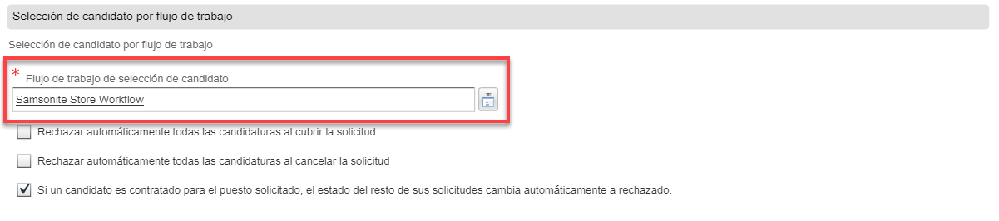 Selección de candidato por flujo de trabajo
Selección de candidato por flujo de trabajo
* Flujo de trabajo de selección de candidato
Samsonite Store Workflow
Rechazar automáticamente todas las candidaturas al cubrir la solicitud
Rechazar automáticamente todas las candidaturas al cancelar la solicitud
Si un candidato es contratado para el puesto solicitado, el estado del resto de sus solicitudes cambia automáticamente a rechazado.